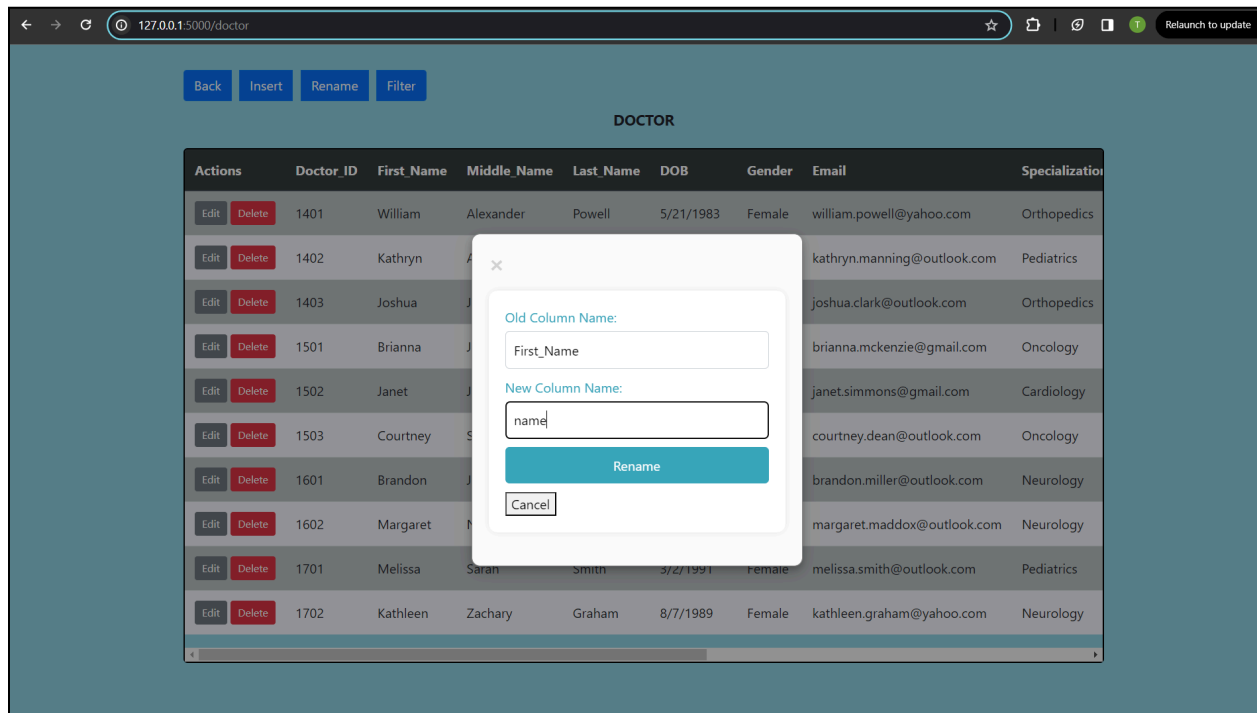 127.0.0.1:5000/doctor T Relaunch to update
Back Insert Rename Filter
DOCTOR
Actions Doctor_ID First_Name Middle_Name Last_Name DOB Gender Email Specialization
Edit Delete 1401 William Alexander Powell 5/21/1983 Female william.powell@yahoo.com Orthopedics
Edit Delete 1402 Kathryn kathryn.manning@outlook.com Pediatrics
Edit Delete 1403 Joshua joshua.clark@outlook.com Orthopedics
Edit Delete 1501 Brianna brianna.mckenzie@gmail.com Oncology
Edit Delete 1502 Janet janet.simmons@gmail.com Cardiology
Edit Delete 1503 Courtney courtney.dean@outlook.com Oncology
Edit Delete 1601 Brandon brandon.miller@outlook.com Neurology
Edit Delete 1602 Margaret margaret.maddox@outlook.com Neurology
Edit Delete 1701 Melissa Sarah Smith 3/2/1991 Female melissa.smith@outlook.com Pediatrics
Edit Delete 1702 Kathleen Zachary Graham 8/7/1989 Female kathleen.graham@yahoo.com Neurology
×
Old Column Name:
First_Name
New Column Name:
name
Rename
Cancel